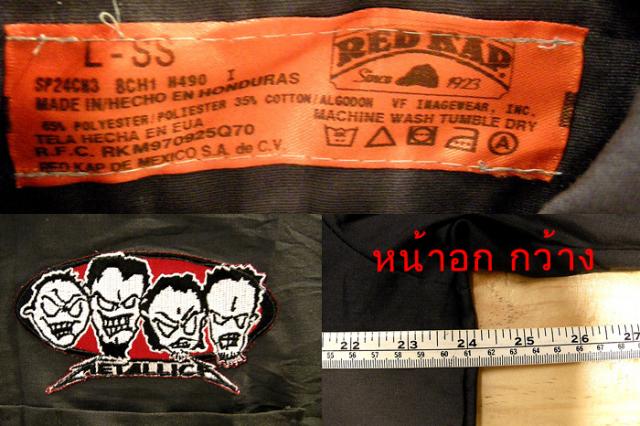 L-SS
SP24CH3 8CH1 H490 I
MADE IN/HECHO EN HONDURAS
65% POLYESTER/POLIESTER 35% COTTON/ALGODON
TELA HECHA EN EUA
R.F.C. RKM970925Q70
RED KAP DE MEXICO S.A. de C.V.
RED KAP
Since 1923
VF IMAGEWEAR, INC.
MACHINE WASH TUMBLE DRY
A
METALLICA
หน้าอก กว้าง
22 23 24 25 26 27
55 56 57 58 59 60 61 62 63 64 65 66 67 68